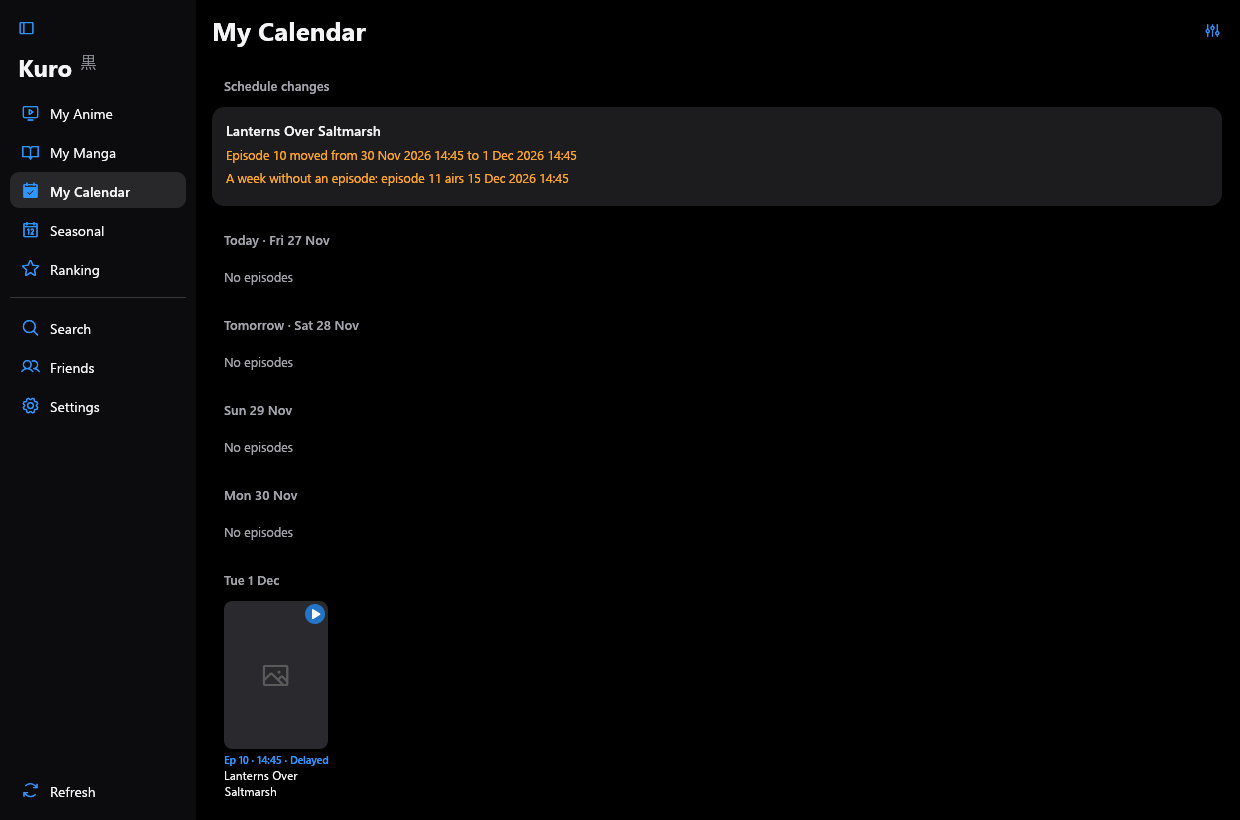 Kuro 黒
My Anime
My Manga
My Calendar
Seasonal
12
Ranking
Search
Friends
Settings
Refresh
My Calendar
Schedule changes
Lanterns Over Saltmarsh
Episode 10 moved from 30 Nov 2026 14:45 to 1 Dec 2026 14:45
A week without an episode: episode 11 airs 15 Dec 2026 14:45
Today · Fri 27 Nov
No episodes
Tomorrow · Sat 28 Nov
No episodes
Sun 29 Nov
No episodes
Mon 30 Nov
No episodes
Tue 1 Dec
Ep 10 · 14:45 · Delayed
Lanterns Over
Saltmarsh